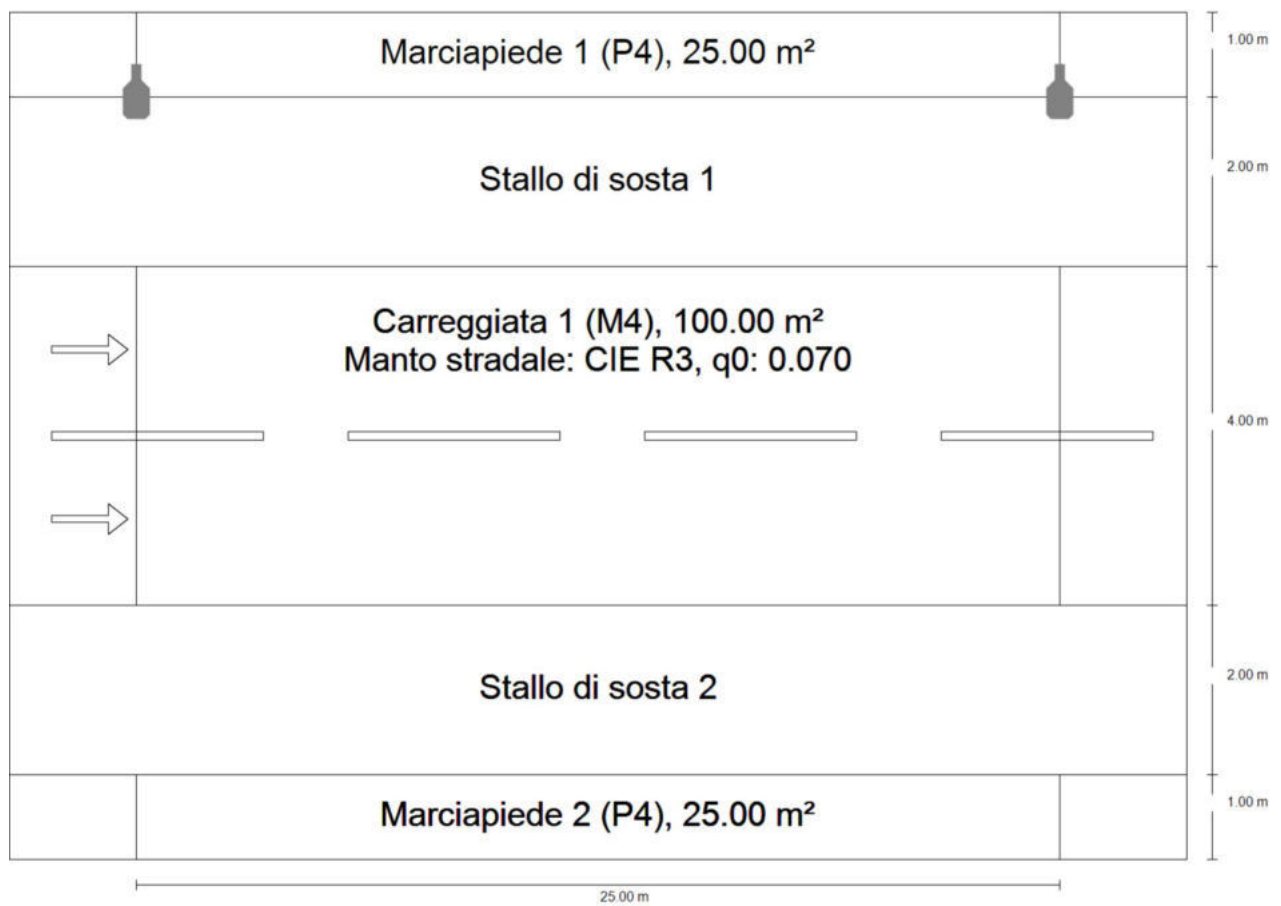 Marciapiede 1 (P4), 25.00 m²
1.00 m
Stallo di sosta 1
2.00 m
Carreggiata 1 (M4), 100.00 m²
Manto stradale: CIE R3, q0: 0.070
4.00 m
Stallo di sosta 2
2.00 m
Marciapiede 2 (P4), 25.00 m²
1.00 m
25.00 m